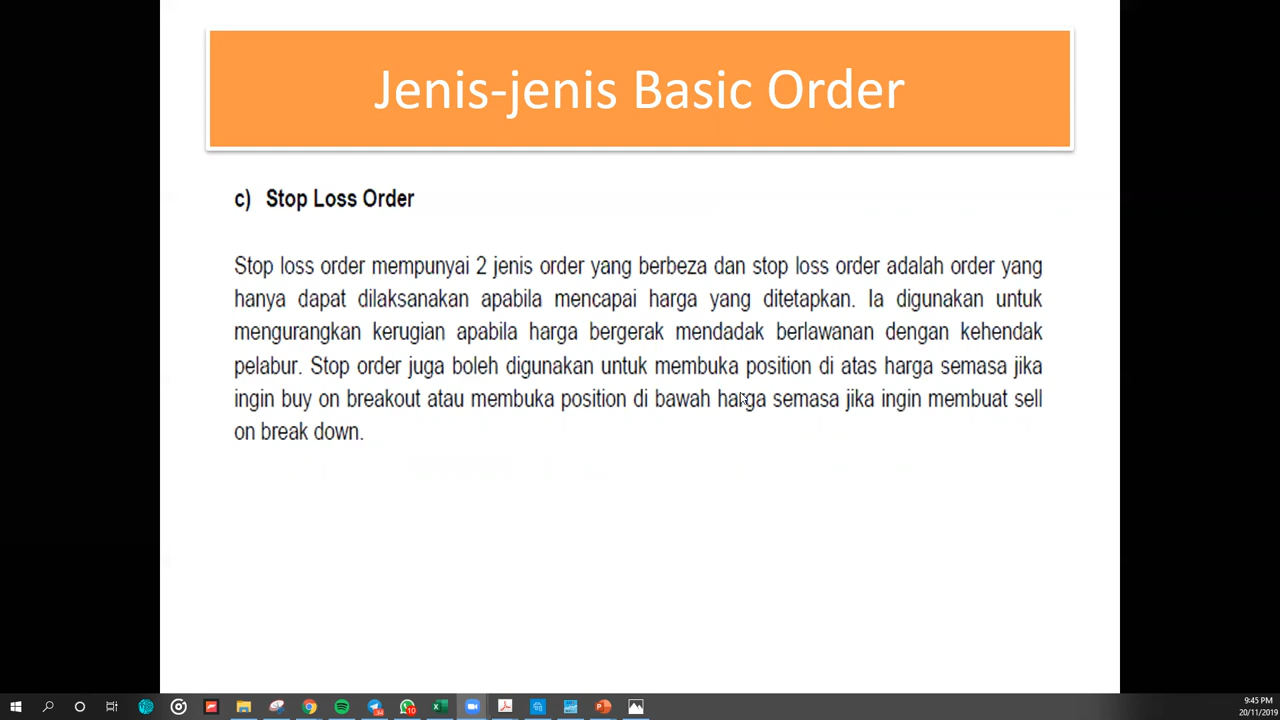 Jenis-jenis Basic Order
c) Stop Loss Order
Stop loss order mempunyai 2 jenis order yang berbeza dan stop loss order adalah order yang
hanya dapat dilaksanakan apabila mencapai harga yang ditetapkan. Ia digunakan untuk
mengurangkan kerugian apabila harga bergerak mendadak berlawanan dengan kehendak
pelabur. Stop order juga boleh digunakan untuk membuka position di atas harga semasa jika
ingin buy on breakout atau membuka position di bawah harga semasa jika ingin membuat sell
on break down.
9:45 PM
20/11/2019